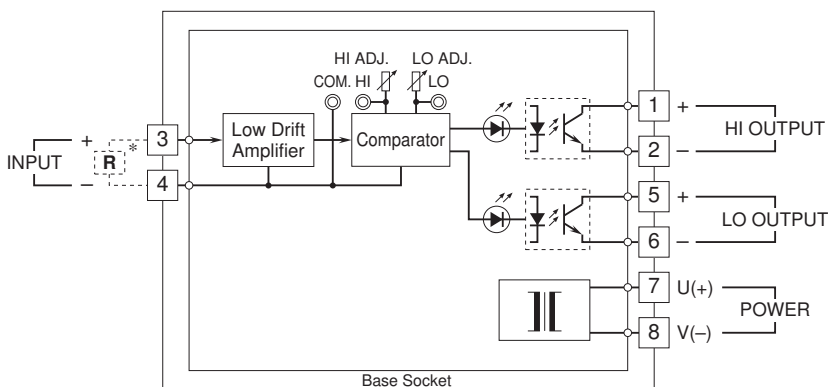 HI ADJ. LO ADJ.
COM. HI LO
INPUT
+
R
*
–
3
4
Low Drift
Amplifier
Comparator
1 +
HI OUTPUT
2 –
5 +
LO OUTPUT
6 –
7 U(+)
POWER
8 V(–)
Base Socket